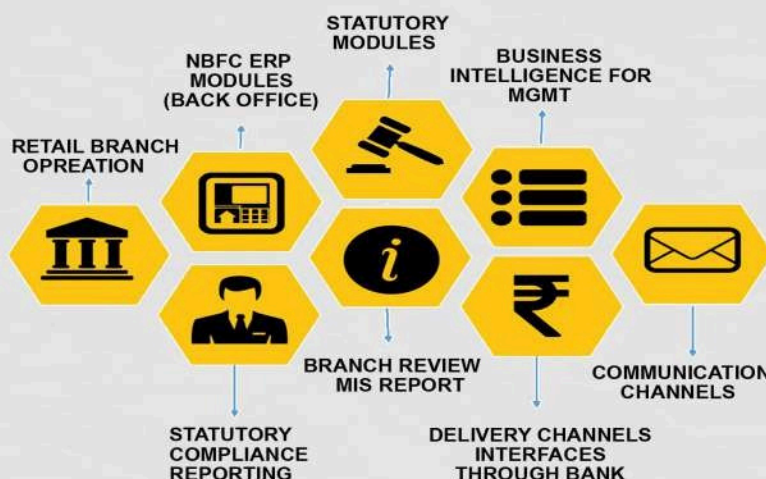 STATUTORY
MODULES
NBFC ERP
MODULES
(BACK OFFICE)
BUSINESS
INTELLIGENCE FOR
MGMT
RETAIL BRANCH
OPREATION
i
₹
BRANCH REVIEW
MIS REPORT
COMMUNICATION
CHANNELS
STATUTORY
COMPLIANCE
REPORTING
DELIVERY CHANNELS
INTERFACES
THROUGH BANK